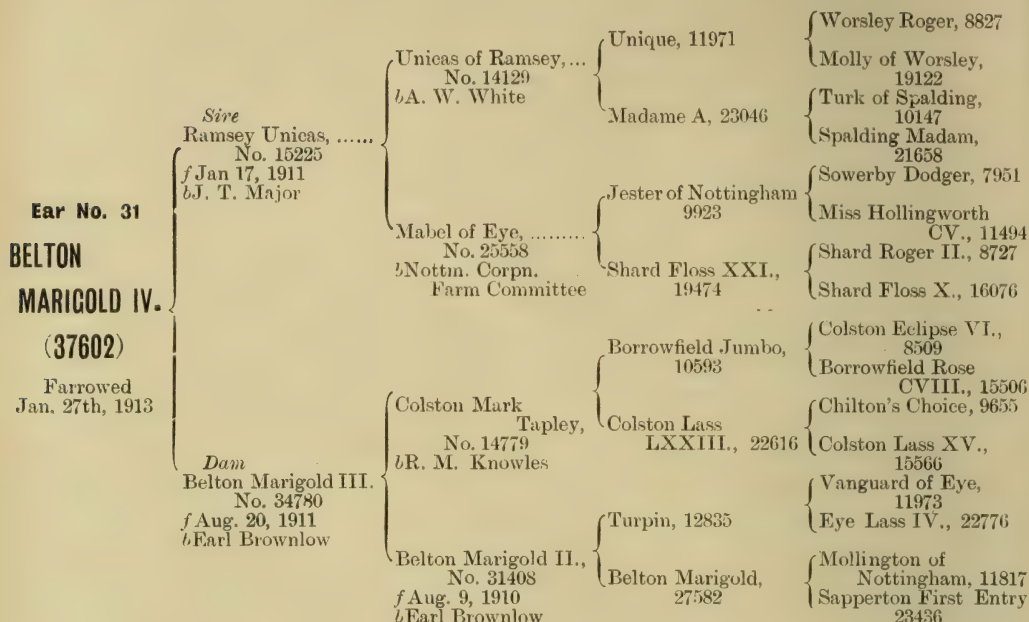 Ear No. 31
BELTON
MARIGOLD IV.
(37602)
Farrowed
Jan. 27th, 1913
Sire
Ramsey Unicas, ......
No. 15225
f Jan 17, 1911
bJ. T. Major
Dam
Belton Marigold III.
No. 34780
f Aug. 20, 1911
bEarl Brownlow
Unicas of Ramsey, ...
No. 14129
bA. W. White
Mabel of Eye, .........
No. 25558
bNottm. Corpn.
Farm Committee
Colston Mark
Tapley,
No. 14779
bR. M. Knowles
Belton Marigold II.,
No. 31408
f Aug. 9, 1910
bEarl Brownlow
Unique, 11971
Madame A, 23046
Jester of Nottingham
9923
Shard Floss XXI.,
19474
Borrowfield Jumbo,
10593
Colston Lass
LXXIII., 22616
Turpin, 12835
Belton Marigold,
27582
Worsley Roger, 8827
Molly of Worsley,
19122
Turk of Spalding,
10147
Spalding Madam,
21658
Sowerby Dodger, 7951
Miss Hollingworth
CV., 11494
Shard Roger II., 8727
Shard Floss X., 16076
Colston Eclipse VI.,
8509
Borrowfield Rose
CVIII., 15506
Chilton's Choice, 9655
Colston Lass XV.,
15566
Vanguard of Eye,
11973
Eye Lass IV., 22776
Mollington of
Nottingham, 11817
Sapperton First Entry
23436